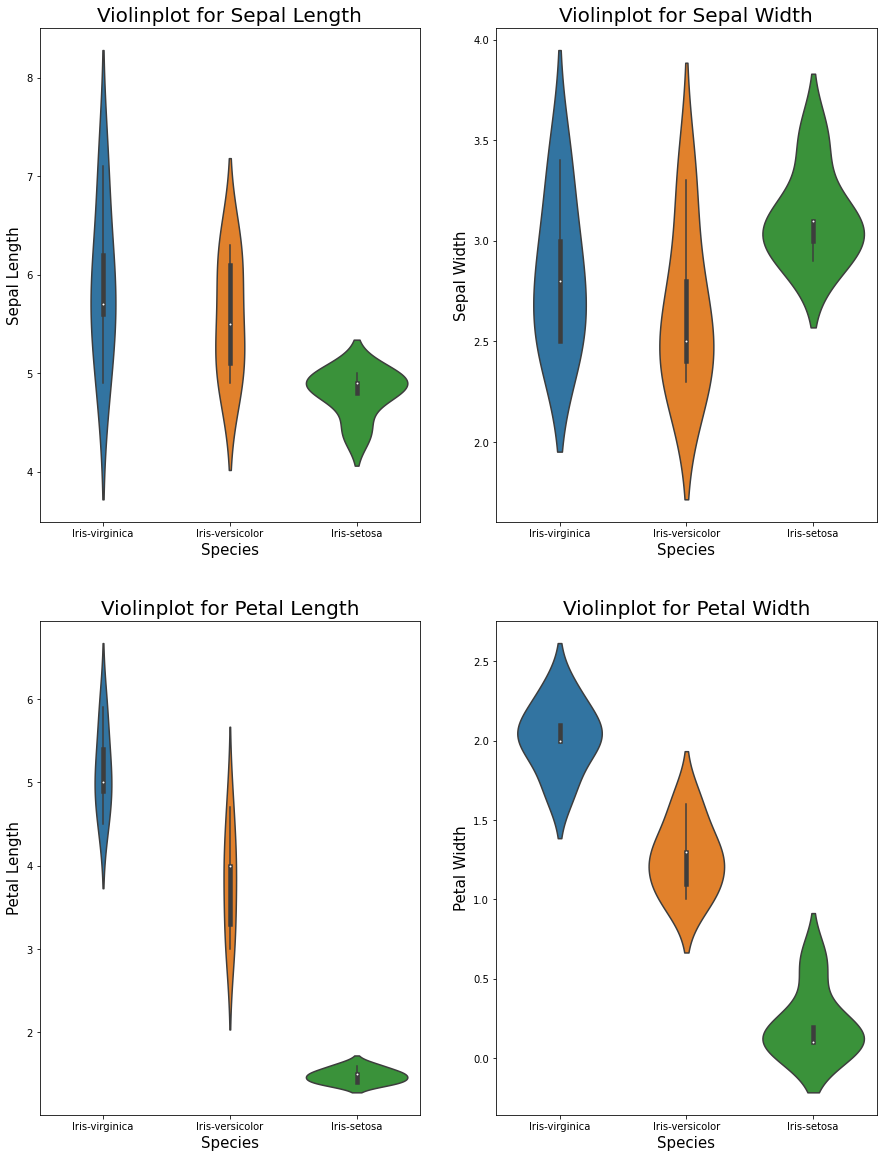 Violinplot for Sepal Length
Sepal Length
8
7
6
5
4
Iris-virginica
Iris-versicolor
Iris-setosa
Species
Violinplot for Sepal Width
Sepal Width
4.0
3.5
3.0
2.5
2.0
Iris-virginica
Iris-versicolor
Iris-setosa
Species
Violinplot for Petal Length
Petal Length
6
5
4
3
2
Iris-virginica
Iris-versicolor
Iris-setosa
Species
Violinplot for Petal Width
Petal Width
2.5
2.0
1.5
1.0
0.5
0.0
Iris-virginica
Iris-versicolor
Iris-setosa
Species